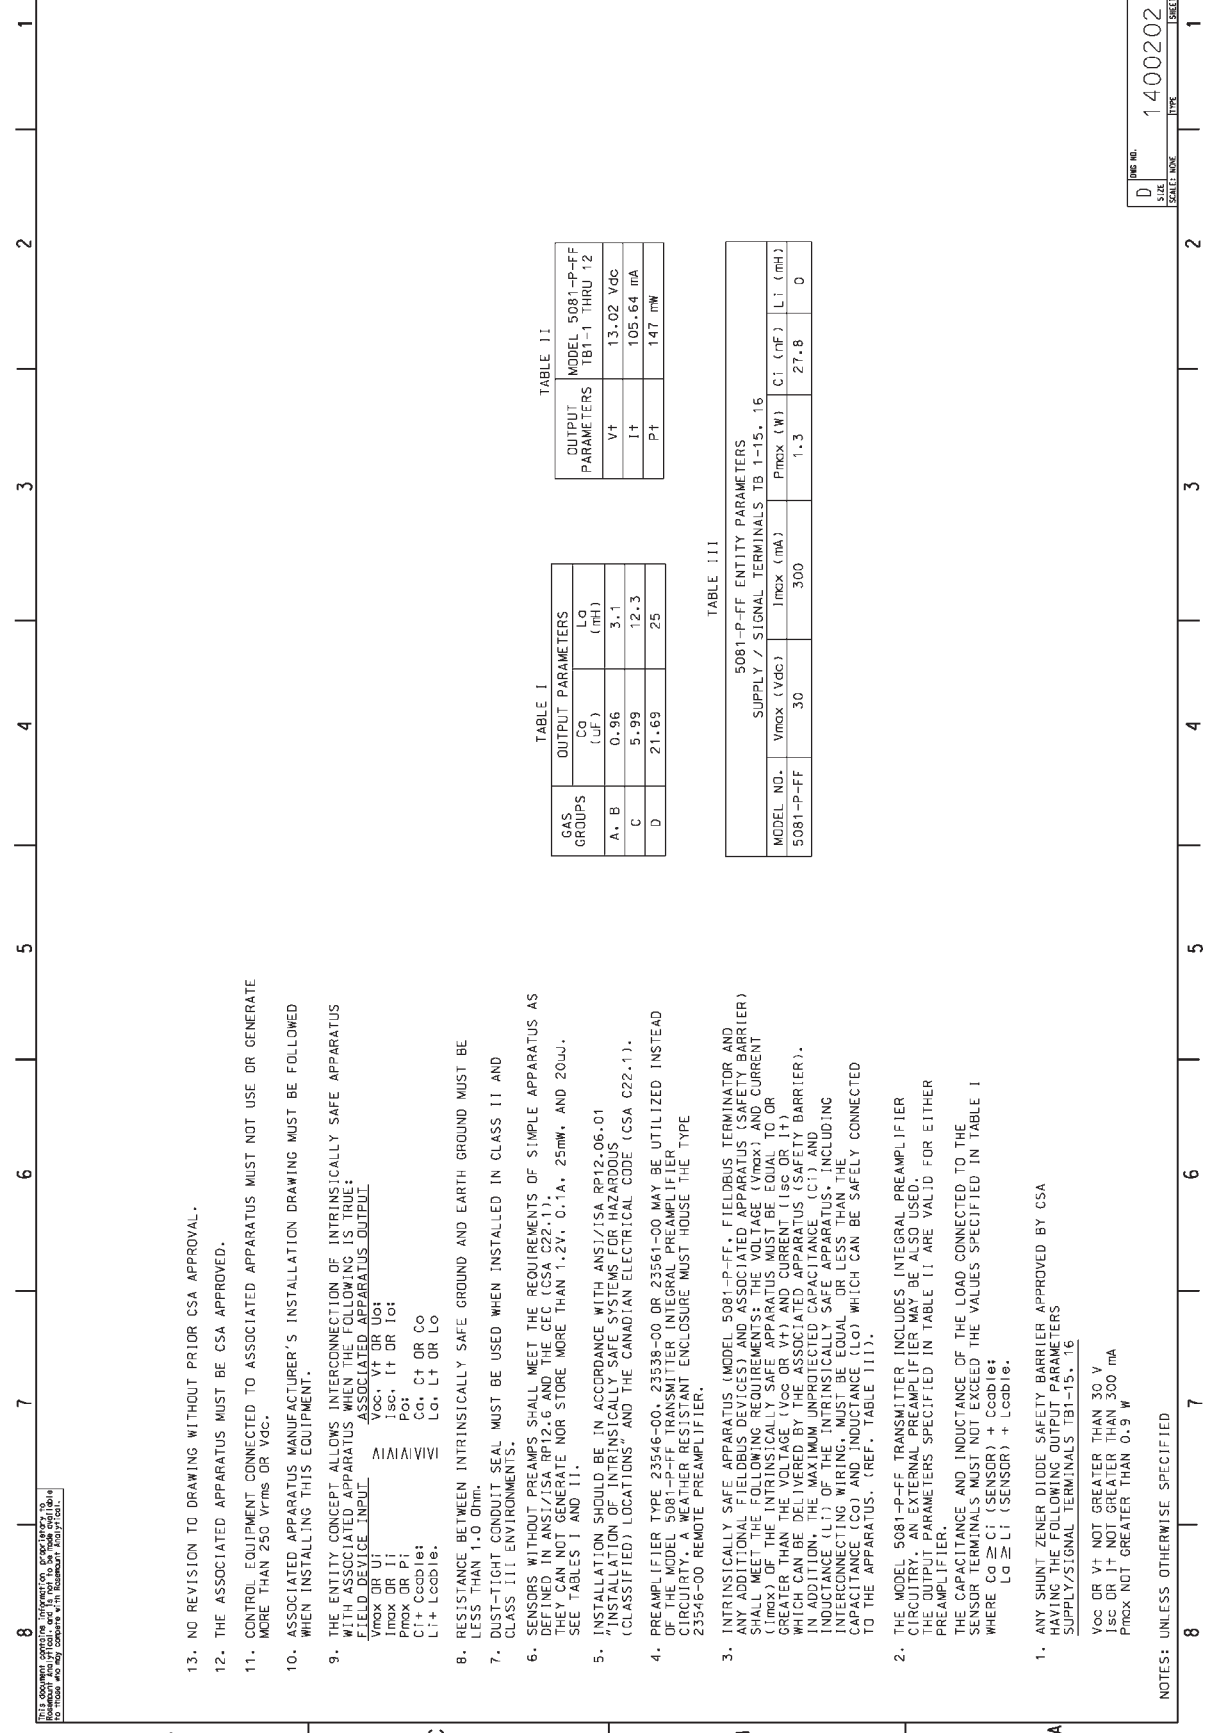 This document contains information proprietary to
Rosemount Analytical, and is not to be made available
to those who may compete with Rosemount Analytical.
8
7
6
5
4
3
2
1
13. NO REVISION TO DRAWING WITHOUT PRIOR CSA APPROVAL.
12. THE ASSOCIATED APPARATUS MUST BE CSA APPROVED.
11. CONTROL EQUIPMENT CONNECTED TO ASSOCIATED APPARATUS MUST NOT USE OR GENERATE
MORE THAN 250 Vrms OR Vdc.
10. ASSOCIATED APPARATUS MANUFACTURER'S INSTALLATION DRAWING MUST BE FOLLOWED
WHEN INSTALLING THIS EQUIPMENT.
9. THE ENTITY CONCEPT ALLOWS INTERCONNECTION OF INTRINSICALLY SAFE APPARATUS
WITH ASSOCIATED APPARATUS WHEN THE FOLLOWING IS TRUE:
FIELD DEVICE INPUT ASSOCIATED APPARATUS OUTPUT
Vmax OR Ui ≥ Voc, Vt OR Uo;
Imax OR Ii ≥ Isc, It OR Io;
Pmax OR Pi ≥ Po;
Ci+ Ccable; ≤ Ca, Ct OR Co
Li+ Lcable. ≤ La, Lt OR Lo
8. RESISTANCE BETWEEN INTRINSICALLY SAFE GROUND AND EARTH GROUND MUST BE
LESS THAN 1.0 Ohm.
7. DUST-TIGHT CONDUIT SEAL MUST BE USED WHEN INSTALLED IN CLASS II AND
CLASS III ENVIRONMENTS.
6. SENSORS WITHOUT PREAMPS SHALL MEET THE REQUIREMENTS OF SIMPLE APPARATUS AS
DEFINED IN ANSI/ISA RP12.6 AND THE CEC (CSA C22.1).
THEY CAN NOT GENERATE NOR STORE MORE THAN 1.2V, 0.1A, 25mW, AND 20uJ.
SEE TABLES I AND II.
5. INSTALLATION SHOULD BE IN ACCORDANCE WITH ANSI/ISA RP12.06.01
"INSTALLATION OF INTRINSICALLY SAFE SYSTEMS FOR HAZARDOUS
(CLASSIFIED) LOCATIONS" AND THE CANADIAN ELECTRICAL CODE (CSA C22.1).
4. PREAMPLIFIER TYPE 23546-00, 23538-00 OR 23561-00 MAY BE UTILIZED INSTEAD
OF THE MODEL 5081-P-FF TRANSMITTER INTEGRAL PREAMPLIFIER
CIRCUIRTY. A WEATHER RESISTANT ENCLOSURE MUST HOUSE THE TYPE
23546-00 REMOTE PREAMPLIFIER.
3. INTRINSICALLY SAFE APPARATUS (MODEL 5081-P-FF, FIELDBUS TERMINATOR AND
ANY ADDITIONAL FIELDBUS DEVICES) AND ASSOCIATED APPARATUS (SAFETY BARRIER)
SHALL MEET THE FOLLOWING REQUIREMENTS: THE VOLTAGE (Vmax) AND CURRENT
(Imax) OF THE INTRINSICALLY SAFE APPARATUS MUST BE EQUAL TO OR
GREATER THAN THE VOLTAGE (Voc OR Vt) AND CURRENT (Isc OR It)
WHICH CAN BE DELIVERED BY THE ASSOCIATED APPARATUS (SAFETY BARRIER).
IN ADDITION, THE MAXIMUM UNPROTECTED CAPACITANCE (Ci) AND
INDUCTANCE (Li) OF THE INTRINSICALLY SAFE APPARATUS, INCLUDING
INTERCONNECTING WIRING, MUST BE EQUAL OR LESS THAN THE
CAPACITANCE (Ca) AND INDUCTANCE (La) WHICH CAN BE SAFELY CONNECTED
TO THE APPARATUS. (REF. TABLE III).
2. THE MODEL 5081-P-FF TRANSMITTER INCLUDES INTEGRAL PREAMPLIFIER
CIRCUITRY. AN EXTERNAL PREAMPLIFIER MAY BE ALSO USED.
THE OUTPUT PARAMETERS SPECIFIED IN TABLE II ARE VALID FOR EITHER
PREAMPLIFIER.
THE CAPACITANCE AND INDUCTANCE OF THE LOAD CONNECTED TO THE
SENSOR TERMINALS MUST NOT EXCEED THE VALUES SPECIFIED IN TABLE I
WHERE Ca ≥ Ci (SENSOR) + Ccable;
La ≥ Li (SENSOR) + Lcable.
1. ANY SHUNT ZENER DIODE SAFETY BARRIER APPROVED BY CSA
HAVING THE FOLLOWING OUTPUT PARAMETERS
SUPPLY/SIGNAL TERMINALS TB1-15, 16
Voc OR Vt NOT GREATER THAN 30 V
Isc OR It NOT GREATER THAN 300 mA
Pmax NOT GREATER THAN 0.9 W
NOTES: UNLESS OTHERWISE SPECIFIED
TABLE I
GAS GROUPS OUTPUT PARAMETERS
Ca (uF) La (mH)
A, B 0.96 3.1
C 5.99 12.3
D 21.69 25
TABLE II
OUTPUT PARAMETERS MODEL 5081-P-FF TB1-1 THRU 12
Vt 13.02 Vdc
It 105.64 mA
Pt 147 mW
TABLE III
5081-P-FF ENTITY PARAMETERS
SUPPLY / SIGNAL TERMINALS TB 1-15, 16
MODEL NO. Vmax (Vdc) Imax (mA) Pmax (W) Ci (nF) Li (mH)
5081-P-FF 30 300 1.3 27.8 0
D
SIZE
DWG NO.
1400202
SCALE: NONE TYPE SHEET
8
7
6
5
4
3
2
1
A